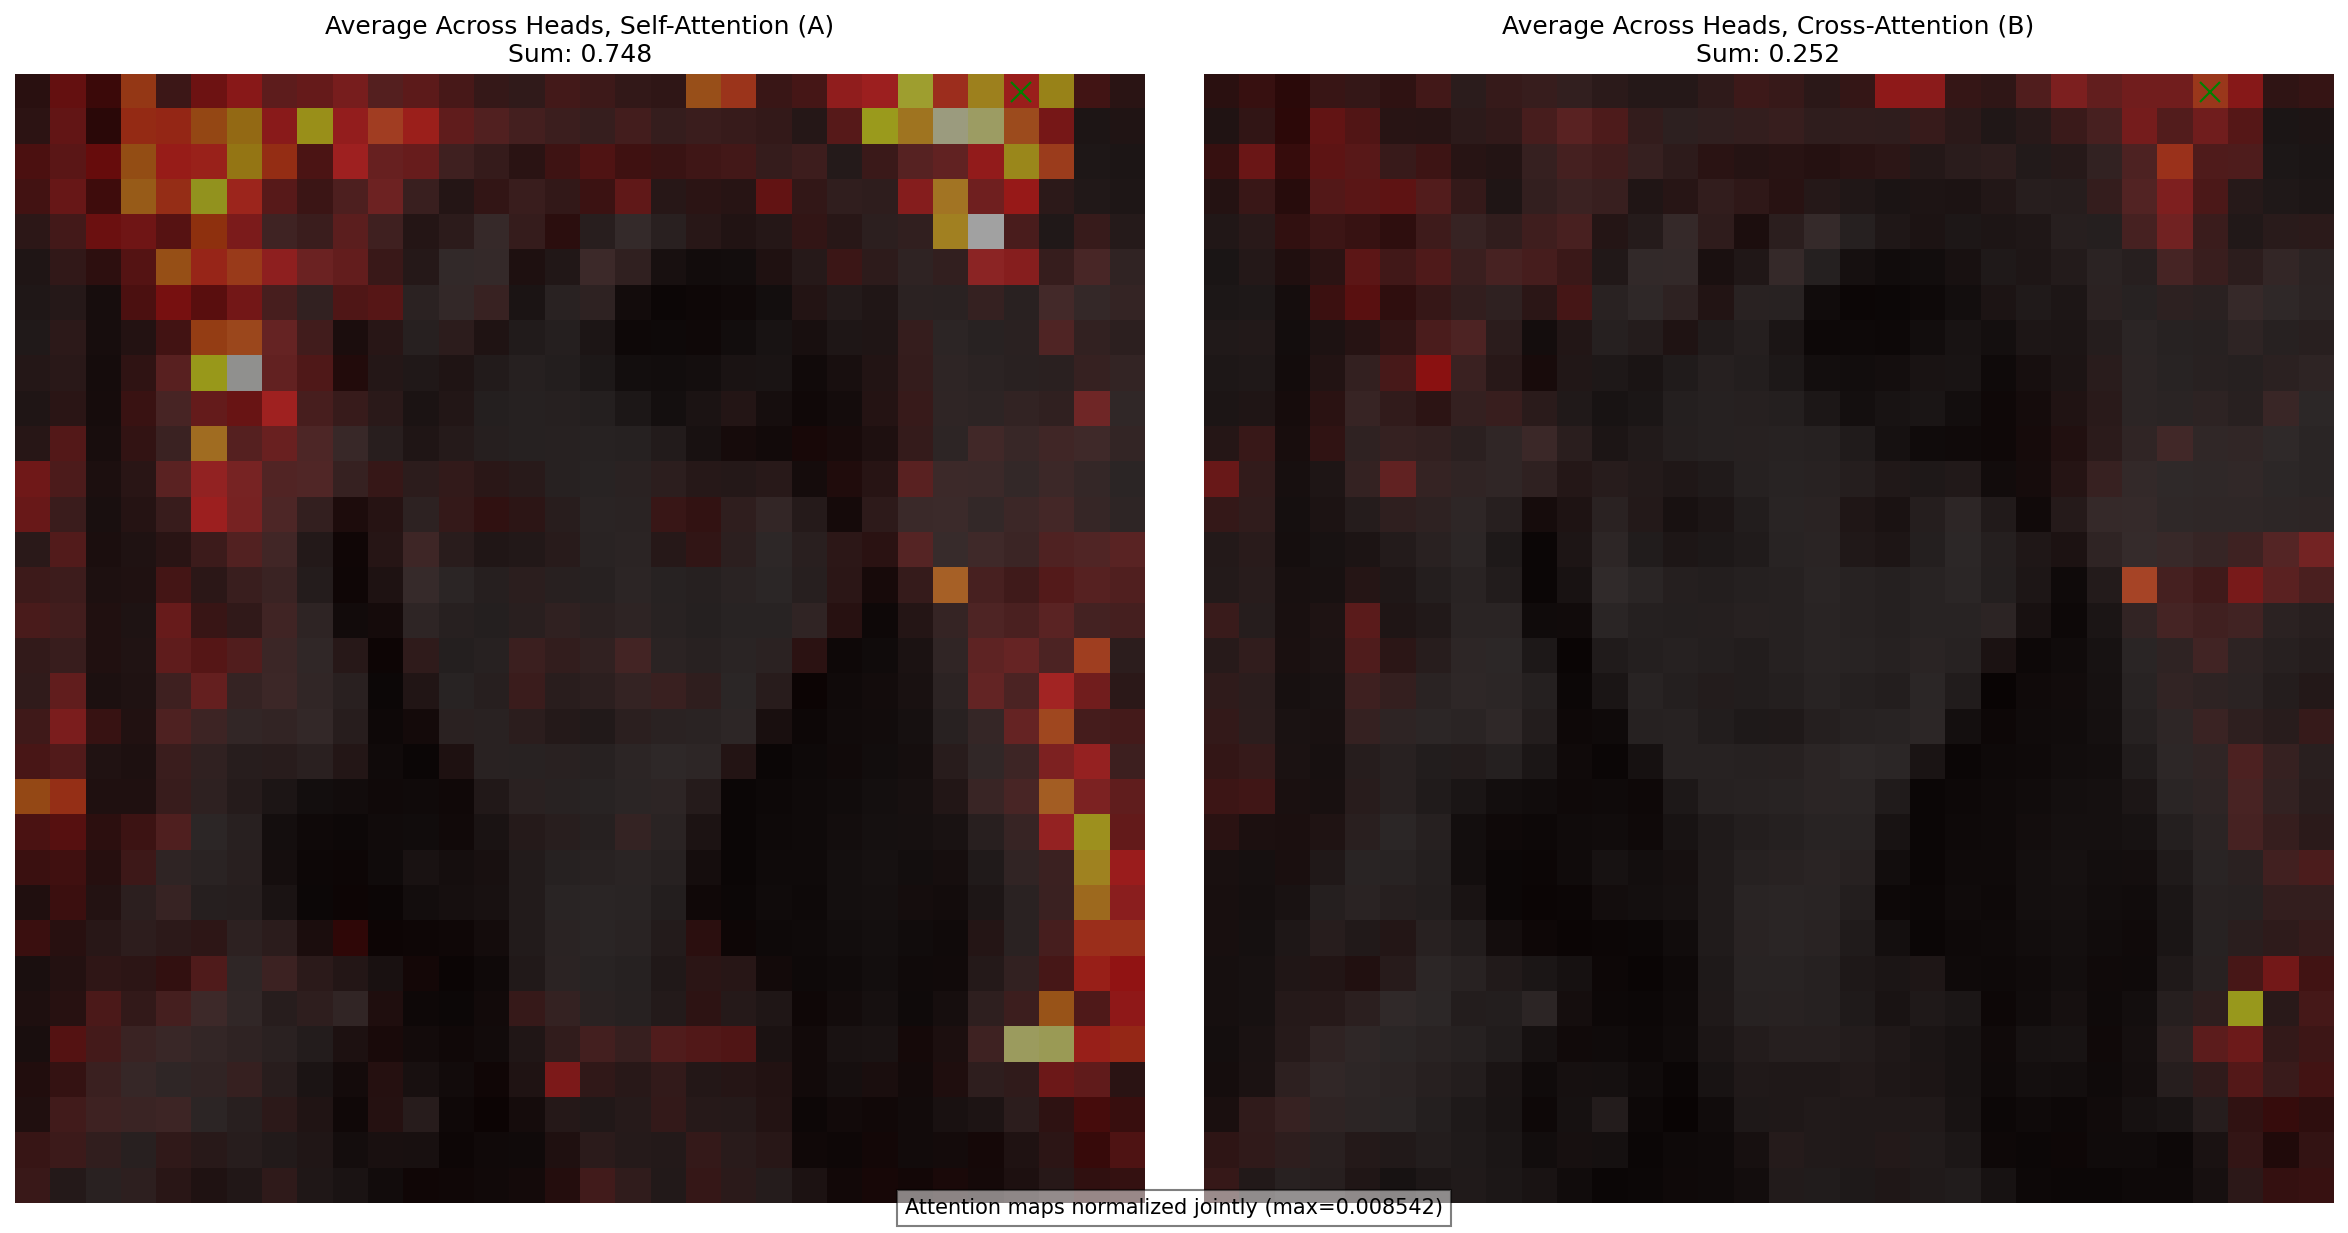 Average Across Heads, Self-Attention (A)
Sum: 0.748
Average Across Heads, Cross-Attention (B)
Sum: 0.252
Attention maps normalized jointly (max=0.008542)